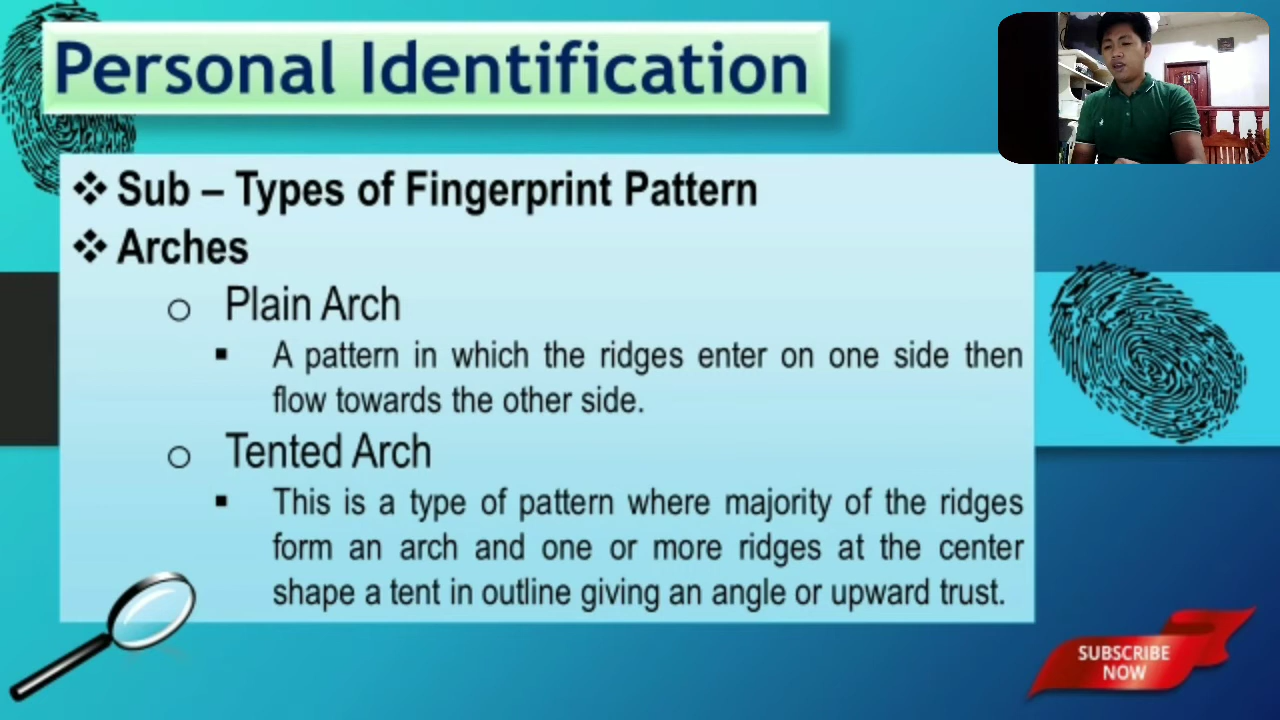 Personal Identification
❖ Sub – Types of Fingerprint Pattern
❖ Arches
o Plain Arch
▪ A pattern in which the ridges enter on one side then
flow towards the other side.
o Tented Arch
▪ This is a type of pattern where majority of the ridges
form an arch and one or more ridges at the center
shape a tent in outline giving an angle or upward trust.
SUBSCRIBE
NOW